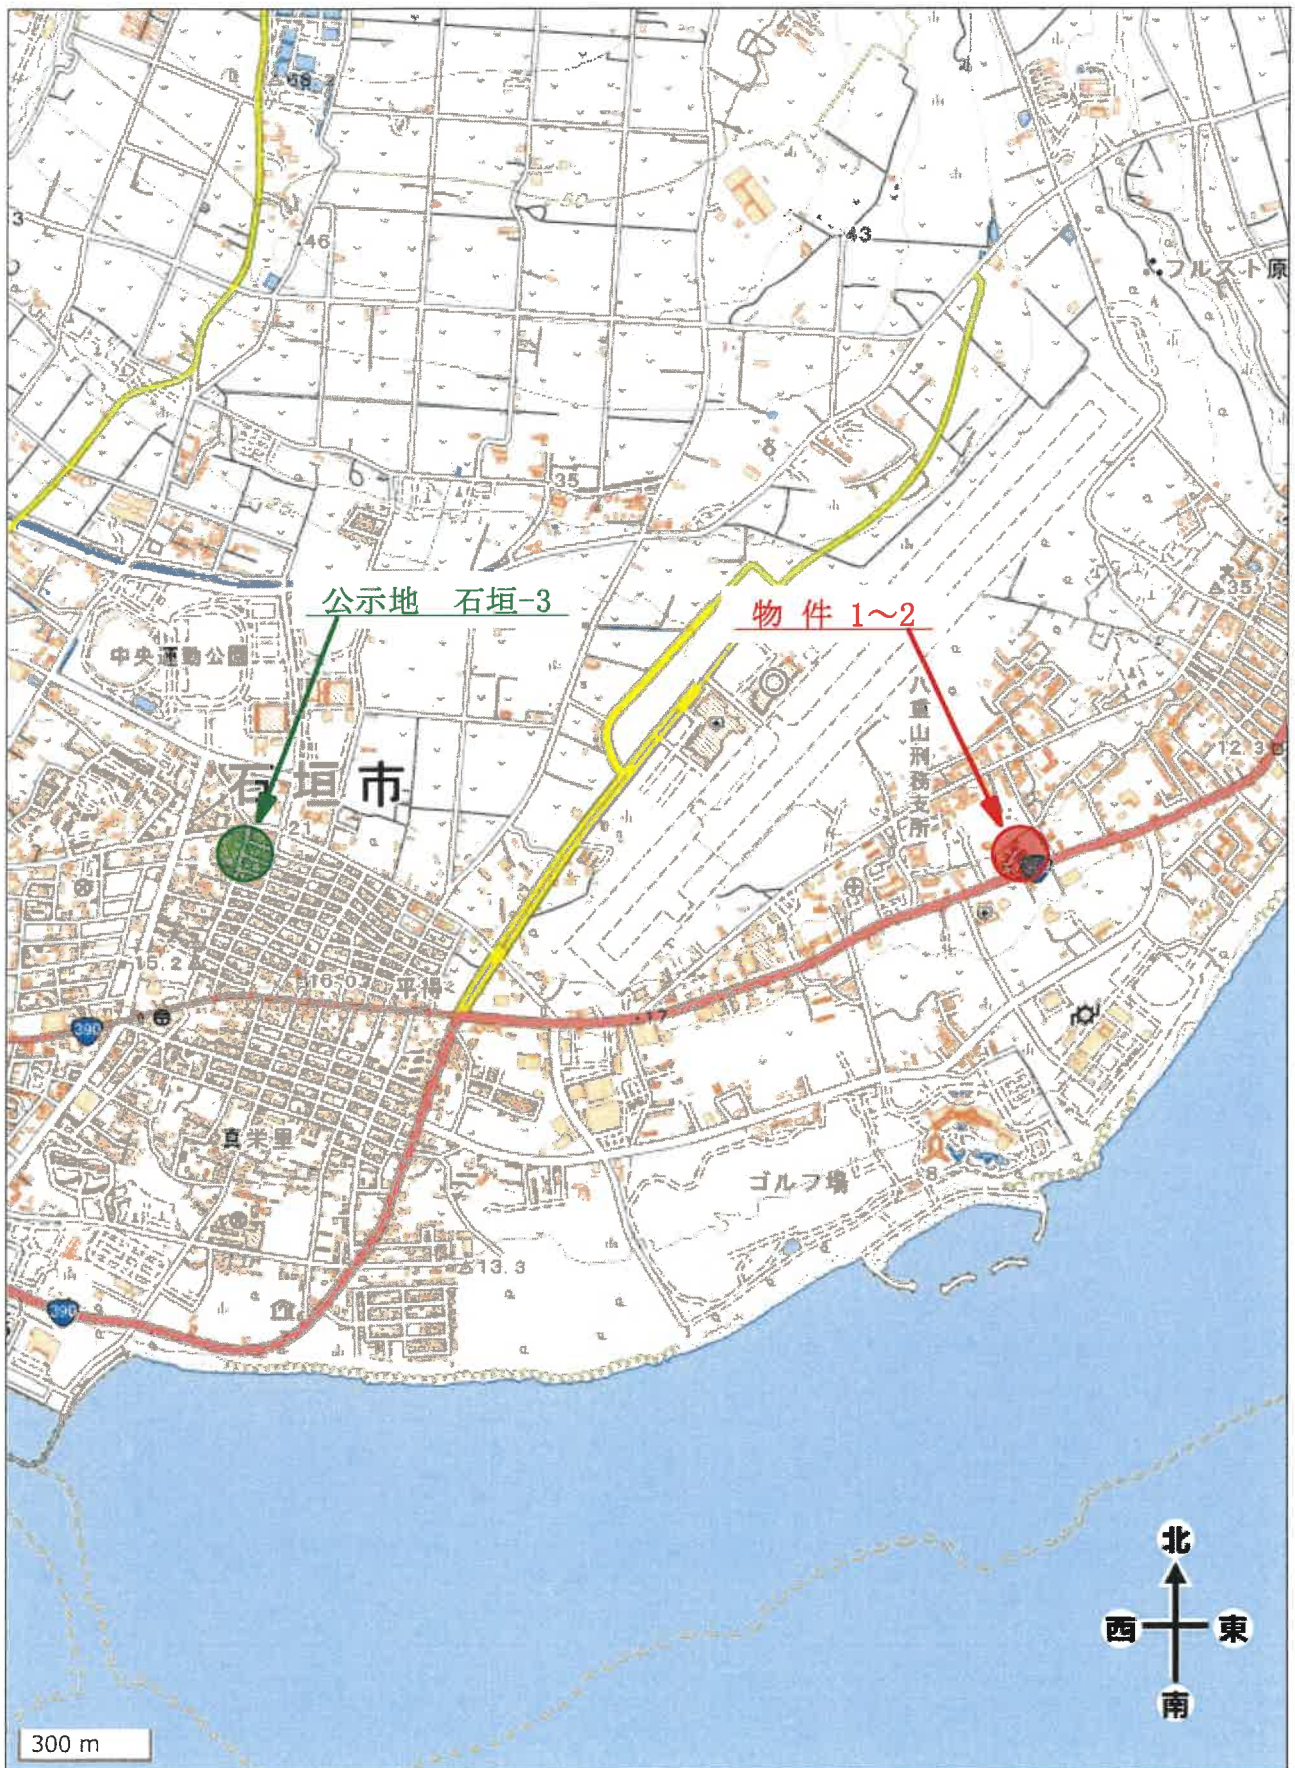 59
3
46
50
43
フルスト原
35
公示地 石垣-3
物件 1～2
35.1
中央運動公園
八重山刑務支所
12.3
石垣市
21
15.2
16.0
平得
17
390
真栄里
ゴルフ場
8
13.3
390
北
西 東
南
300 m